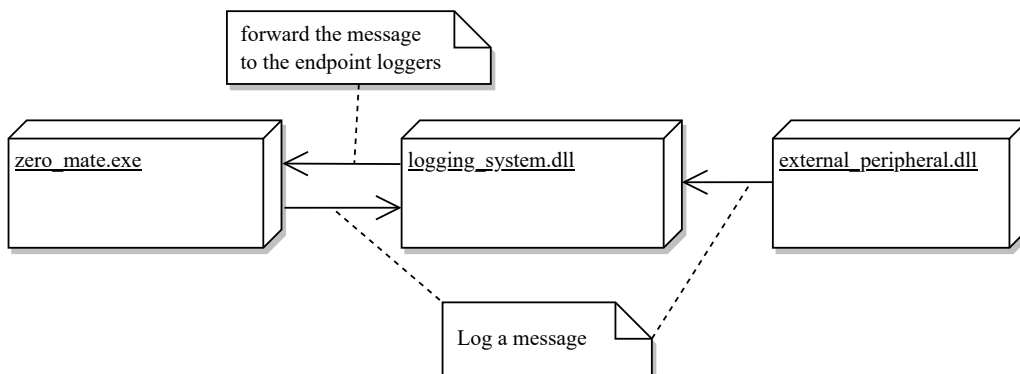 forward the message
to the endpoint loggers
zero_mate.exe
logging_system.dll
external_peripheral.dll
Log a message